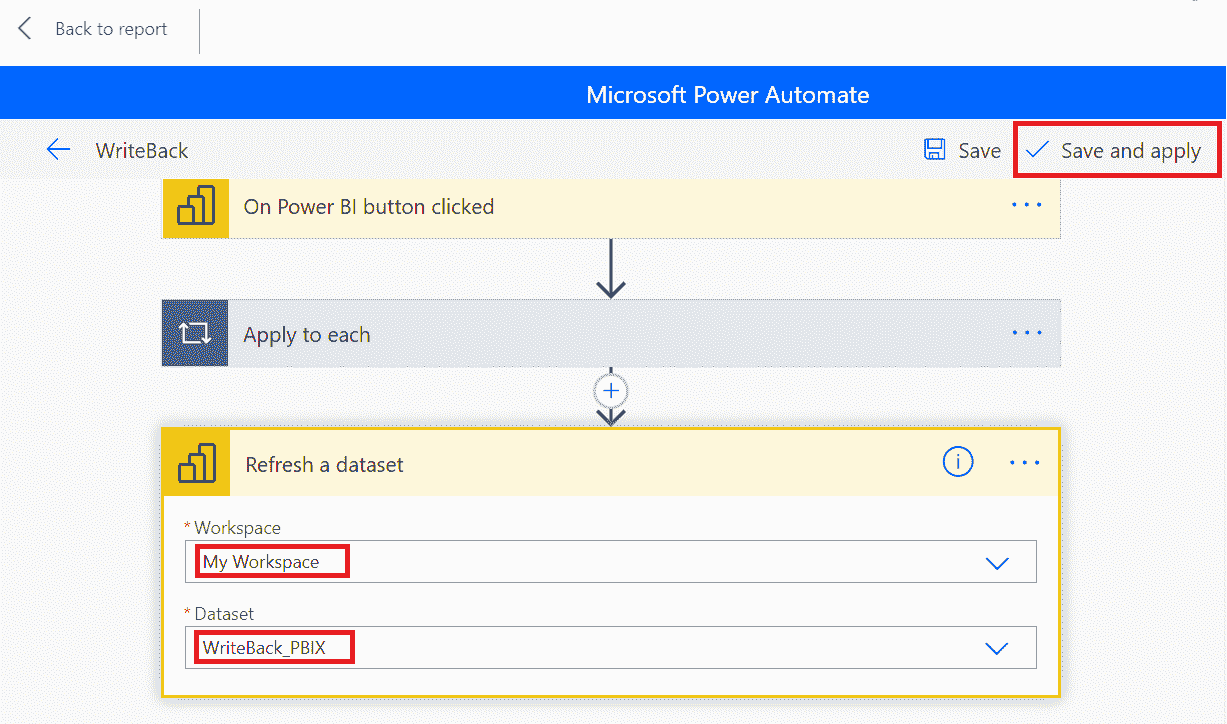 Back to report
Microsoft Power Automate
WriteBack
Save
Save and apply
On Power BI button clicked
Apply to each
Refresh a dataset
* Workspace
My Workspace
* Dataset
WriteBack_PBIX